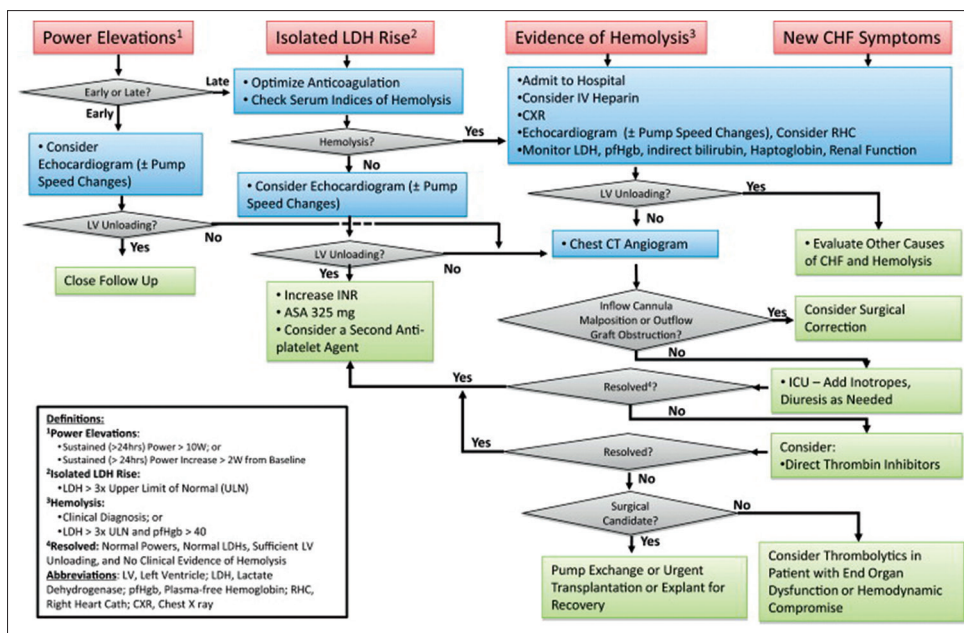 Power Elevations1
Isolated LDH Rise2
Evidence of Hemolysis3
New CHF Symptoms
Early or Late?
Late
Early
• Optimize Anticoagulation
• Check Serum Indices of Hemolysis
•Admit to Hospital
•Consider IV Heparin
•CXR
•Echocardiogram (± Pump Speed Changes), Consider RHC
•Monitor LDH, pfHgb, indirect bilirubin, Haptoglobin, Renal Function
Hemolysis?
Yes
No
• Consider
Echocardiogram (± Pump
Speed Changes)
• Consider Echocardiogram (± Pump
Speed Changes)
LV Unloading?
Yes
No
LV Unloading?
No
Yes
LV Unloading?
No
Yes
• Chest CT Angiogram
• Evaluate Other Causes
of CHF and Hemolysis
Close Follow Up
• Increase INR
• ASA 325 mg
• Consider a Second Anti-
platelet Agent
Inflow Cannula
Malposition or Outflow
Graft Obstruction?
Yes
No
Consider Surgical
Correction
Yes
Resolved4?
No
• ICU – Add Inotropes,
Diuresis as Needed
Yes
Resolved?
No
Consider:
•Direct Thrombin Inhibitors
Surgical
Candidate?
No
Yes
Pump Exchange or Urgent
Transplantation or Explant for
Recovery
Consider Thrombolytics in
Patient with End Organ
Dysfunction or Hemodynamic
Compromise
Definitions:
1Power Elevations:
•Sustained (>24hrs) Power > 10W; or
•Sustained (> 24hrs) Power Increase > 2W from Baseline
2Isolated LDH Rise:
•LDH > 3x Upper Limit of Normal (ULN)
3Hemolysis:
•Clinical Diagnosis; or
•LDH > 3x ULN and pfHgb > 40
4Resolved: Normal Powers, Normal LDHs, Sufficient LV
Unloading, and No Clinical Evidence of Hemolysis
Abbreviations: LV, Left Ventricle; LDH, Lactate
Dehydrogenase; pfHgb, Plasma-free Hemoglobin; RHC,
Right Heart Cath; CXR, Chest X ray